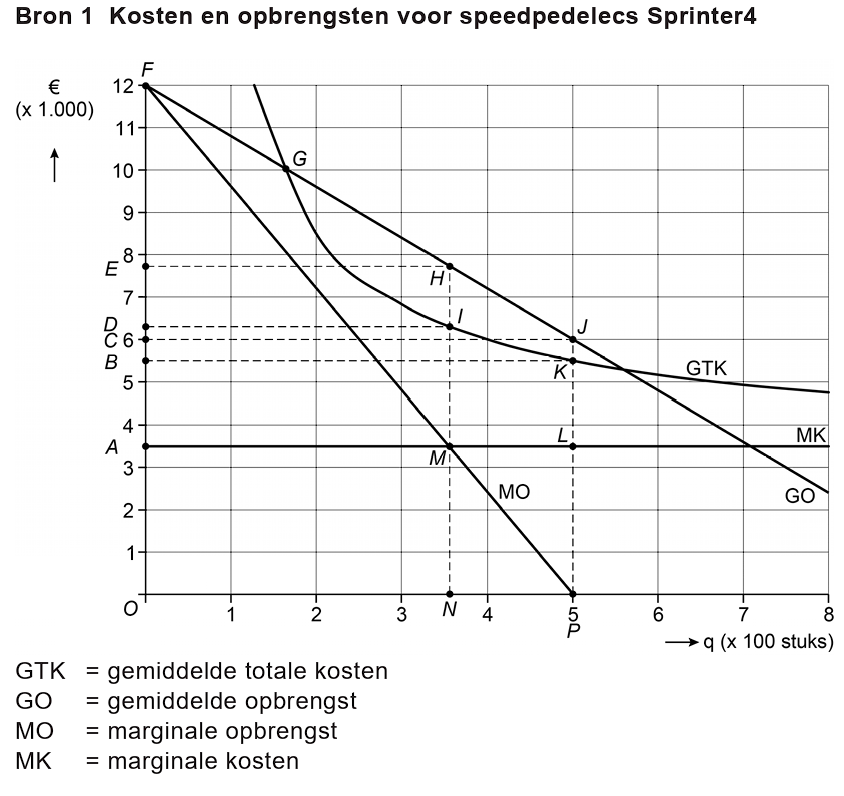 Bron 1 Kosten en opbrengsten voor speedpedelecs Sprinter4
€
(x 1.000)
F
12
11
10
G
9
8
E
H
7
D
I
C 6
J
B
K
GTK
5
4
A
L
MK
3
M
MO
GO
2
1
O
1
2
3
N
4
5
6
7
8
P
q (x 100 stuks)
GTK = gemiddelde totale kosten
GO = gemiddelde opbrengst
MO = marginale opbrengst
MK = marginale kosten